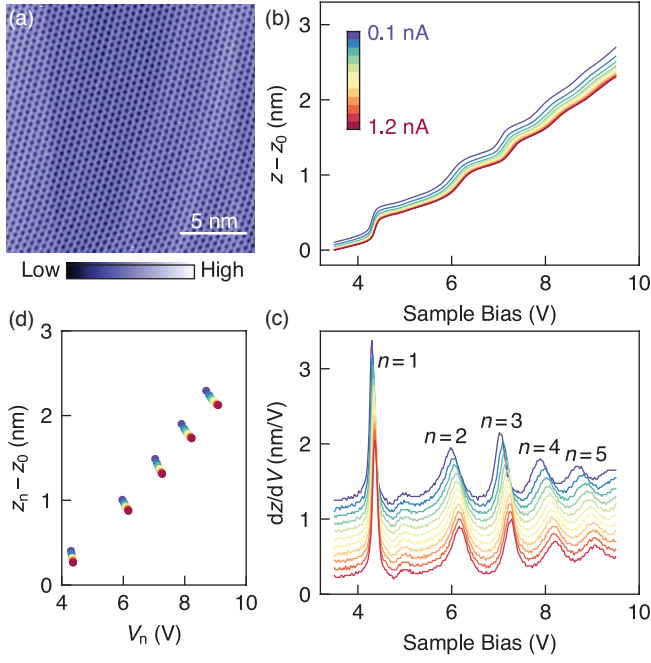 (a)
5 nm
Low High
(b)
3
2
1
0
z – z0 (nm)
0.1 nA
1.2 nA
4 6 8 10
Sample Bias (V)
(d)
3
2
1
0
zn – z0 (nm)
4 6 8 10
Vn (V)
(c)
3
2
1
0
dz/dV (nm/V)
n = 1
n = 2
n = 3
n = 4
n = 5
4 6 8 10
Sample Bias (V)